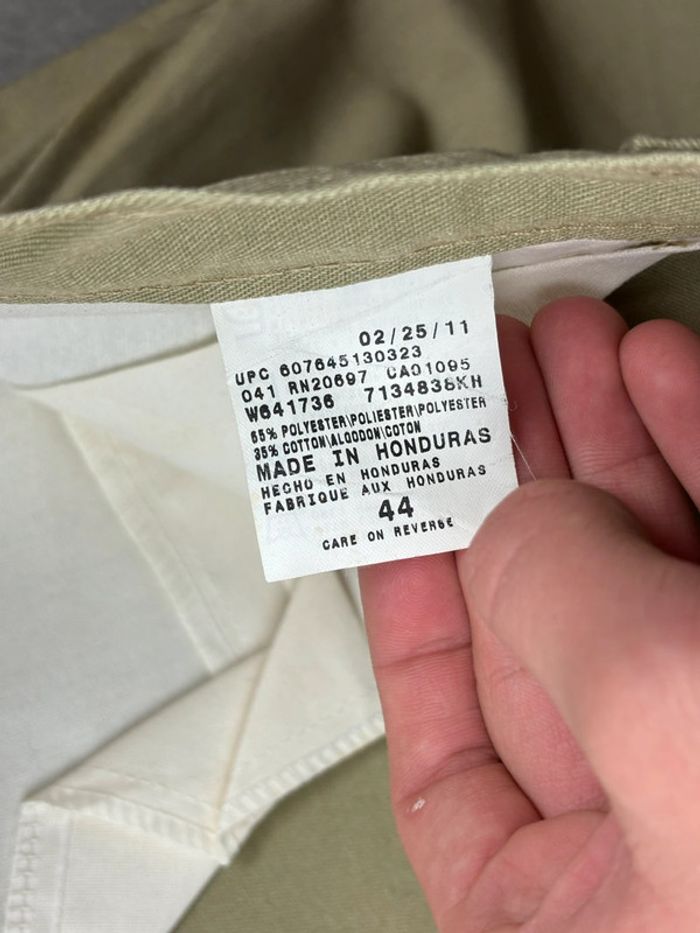 02/25/11
UPC 607645130323
041 RN20697 CA01095
W641736 7134838KH
65% POLYESTER\POLIESTER\POLYESTER
35% COTTON\ALGODON\COTON
MADE IN HONDURAS
HECHO EN HONDURAS
FABRIQUE AUX HONDURAS
44
CARE ON REVERSE